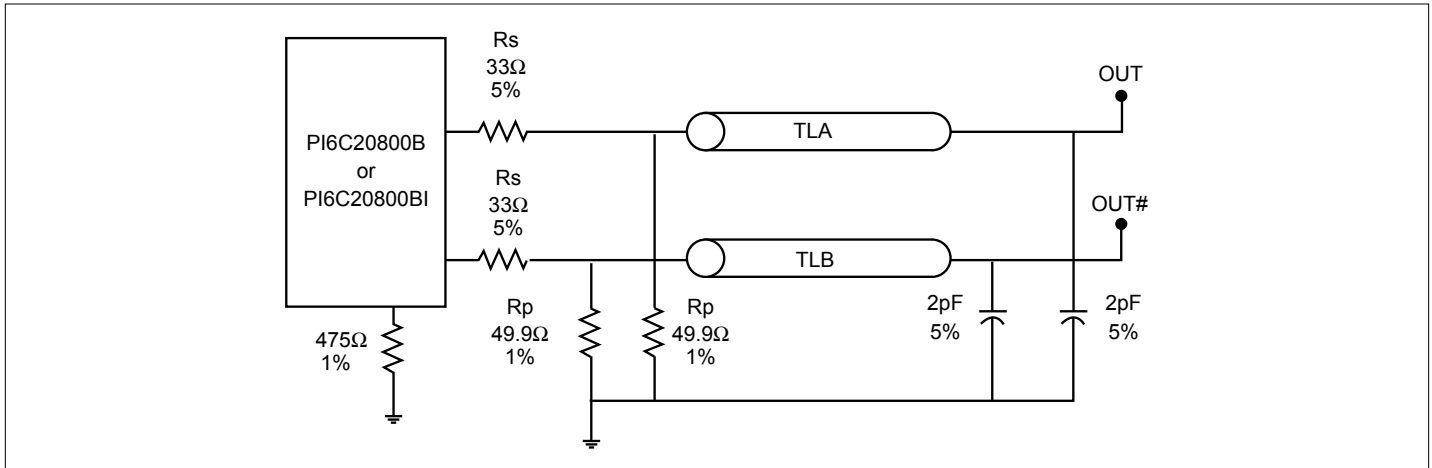 Rs
33Ω
5%
OUT
TLA
PI6C20800B
or
PI6C20800BI
Rs
33Ω
5%
OUT#
TLB
475Ω
1%
Rp
49.9Ω
1%
Rp
49.9Ω
1%
2pF
5%
2pF
5%